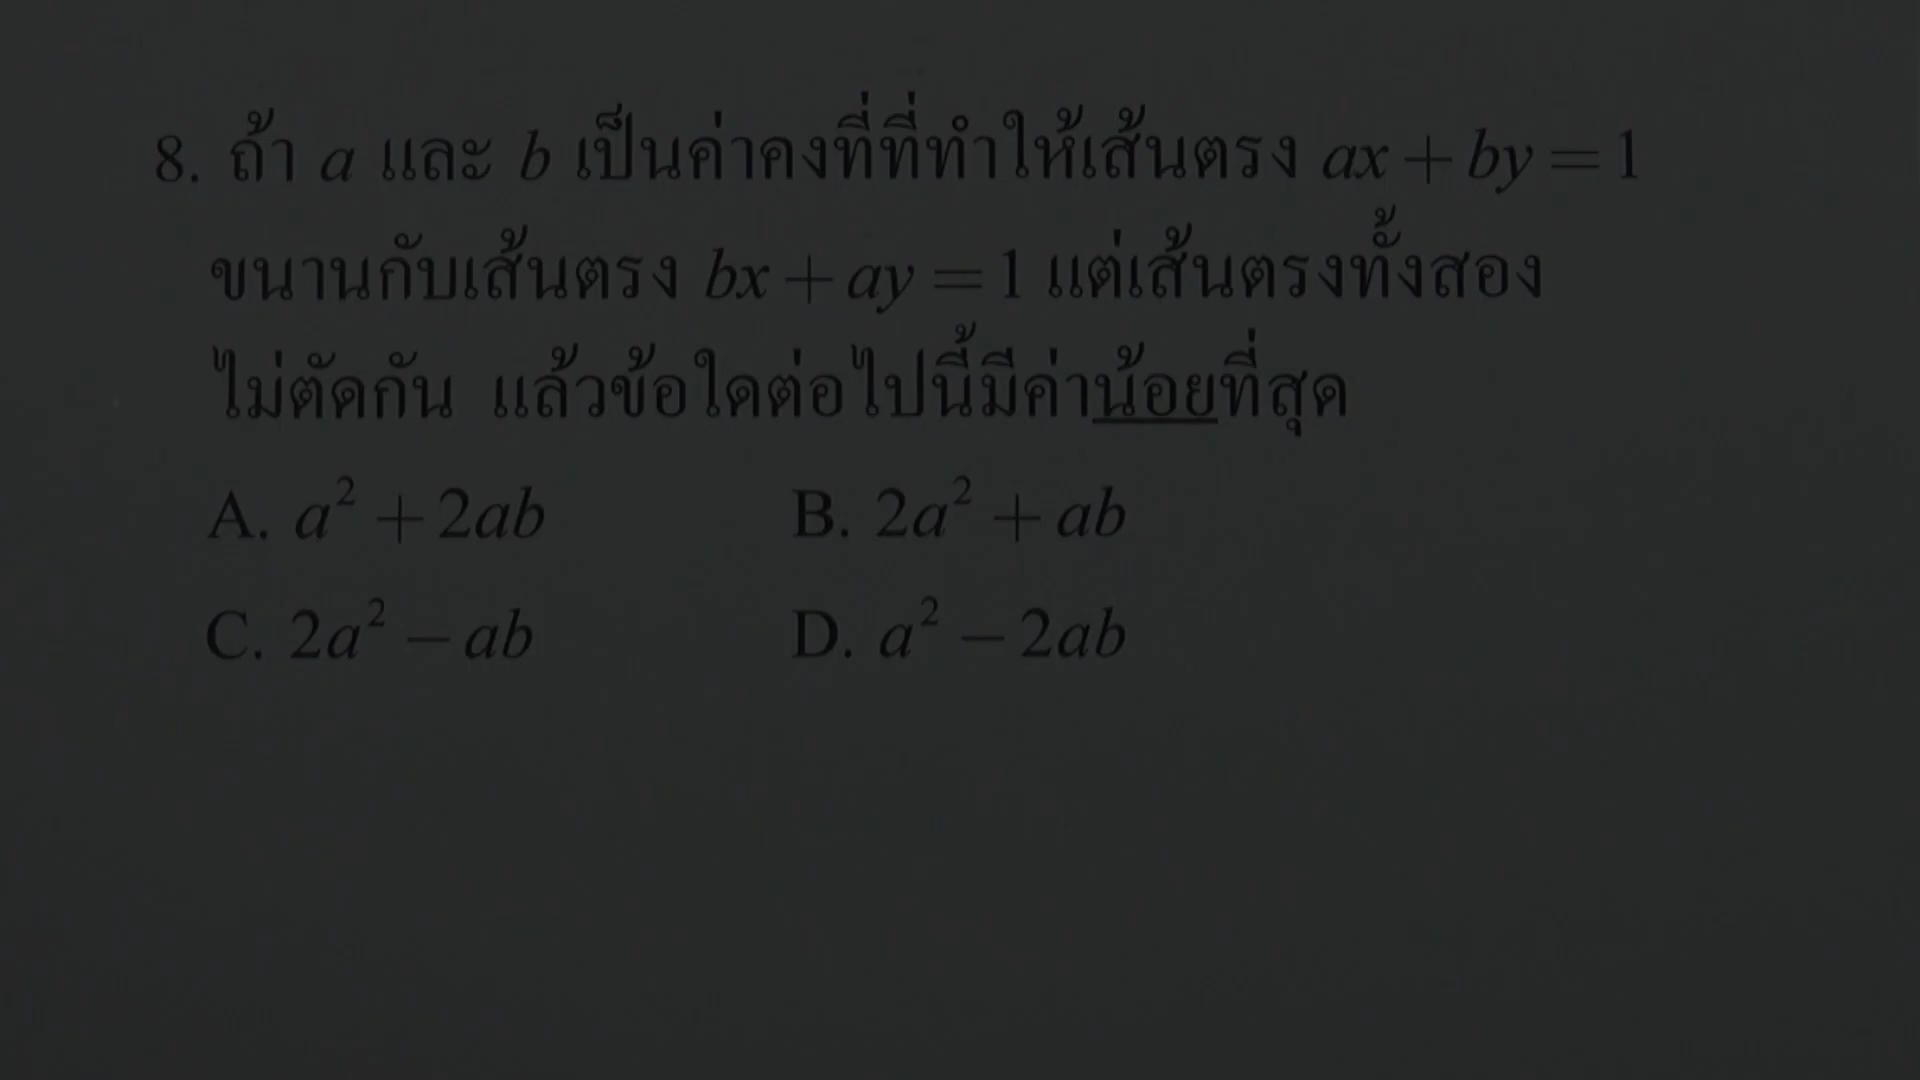 8. ถ้า a และ b เป็นค่าคงที่ที่ทำให้เส้นตรง ax + by = 1
ขนานกับเส้นตรง bx + ay = 1 แต่เส้นตรงทั้งสอง
ไม่ตัดกัน แล้วข้อใดต่อไปนี้มีค่าน้อยที่สุด
A. a² + 2ab B. 2a² + ab
C. 2a² − ab D. a² − 2ab